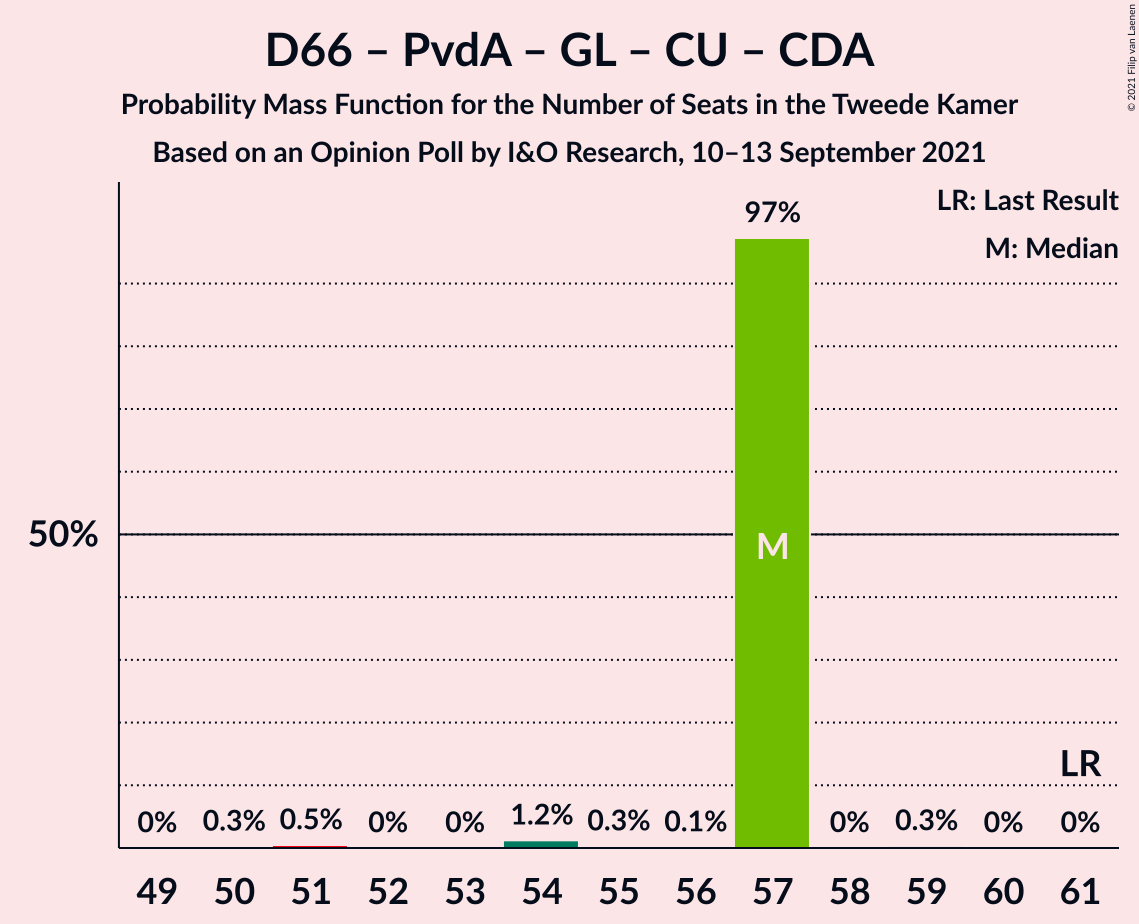 D66 – PvdA – GL – CU – CDA
Probability Mass Function for the Number of Seats in the Tweede Kamer
Based on an Opinion Poll by I&O Research, 10–13 September 2021
© 2021 Filip van Laenen
LR: Last Result
M: Median
97%
50%
M
LR
0% 0.3% 0.5% 0% 0% 1.2% 0.3% 0.1% 0% 0.3% 0% 0%
49 50 51 52 53 54 55 56 57 58 59 60 61